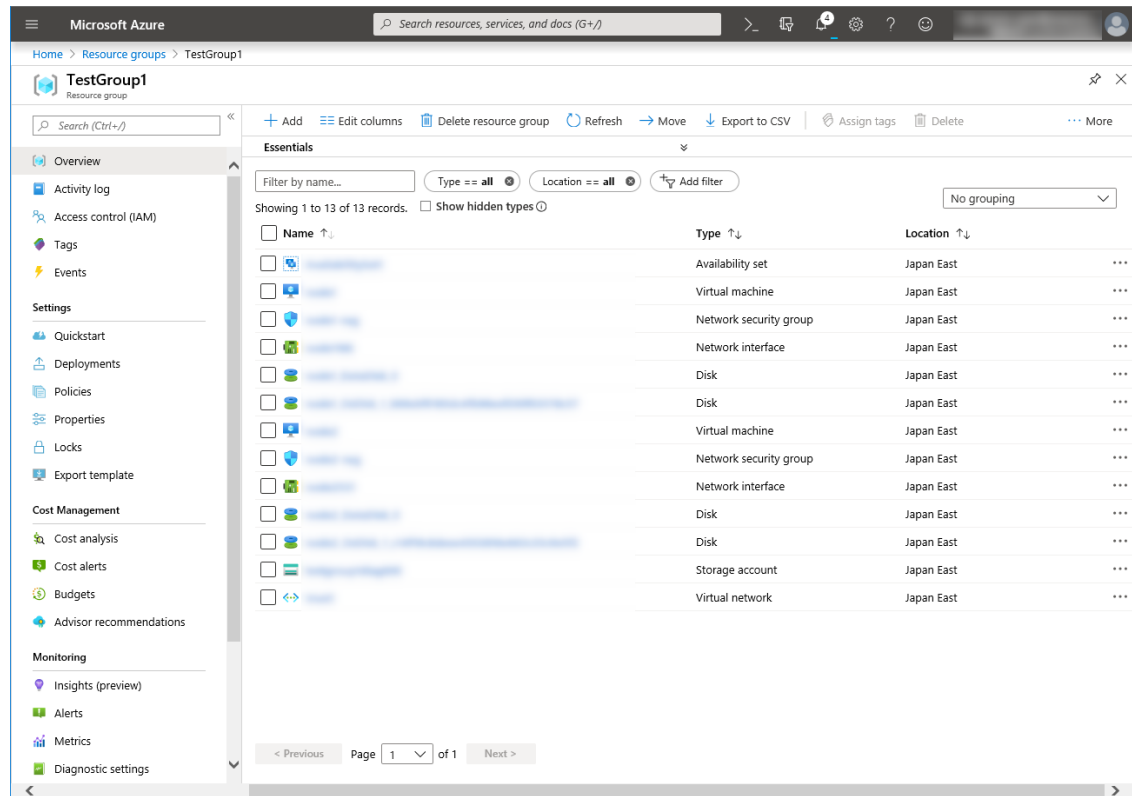 Microsoft Azure
Search resources, services, and docs (G+/)
4
Home > Resource groups > TestGroup1
TestGroup1
Resource group
Search (Ctrl+/)
Overview
Activity log
Access control (IAM)
Tags
Events
Settings
Quickstart
Deployments
Policies
Properties
Locks
Export template
Cost Management
Cost analysis
Cost alerts
Budgets
Advisor recommendations
Monitoring
Insights (preview)
Alerts
Metrics
Diagnostic settings
Add Edit columns Delete resource group Refresh Move Export to CSV Assign tags Delete More
Essentials
Filter by name... Type == all Location == all Add filter
Showing 1 to 13 of 13 records. Show hidden types No grouping
Name Type Location
Availability set Japan East
Virtual machine Japan East
Network security group Japan East
Network interface Japan East
Disk Japan East
Disk Japan East
Virtual machine Japan East
Network security group Japan East
Network interface Japan East
Disk Japan East
Disk Japan East
Storage account Japan East
Virtual network Japan East
< Previous Page 1 of 1 Next >